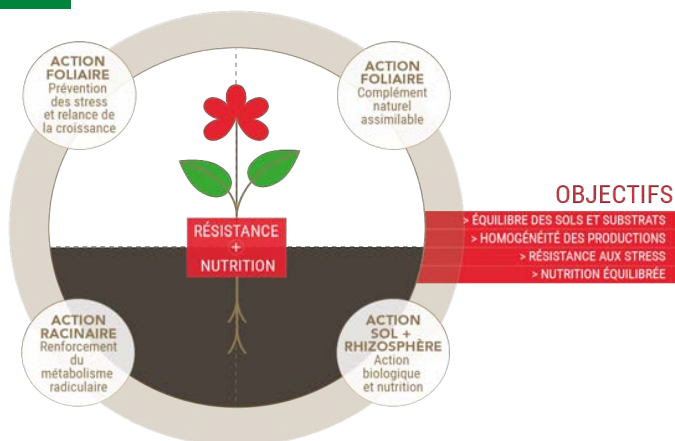 ACTION
FOLIAIRE
Prévention
des stress
et relance de
la croissance
ACTION
FOLIAIRE
Complément
naturel
assimilable
RÉSISTANCE
+
NUTRITION
OBJECTIFS
> ÉQUILIBRE DES SOLS ET SUBSTRATS
> HOMOGÉNÉITÉ DES PRODUCTIONS
> RÉSISTANCE AUX STRESS
> NUTRITION ÉQUILIBRÉE
ACTION
RACINAIRE
Renforcement
du
métabolisme
radiculaire
ACTION
SOL +
RHIZOSPHÈRE
Action
biologique
et nutrition